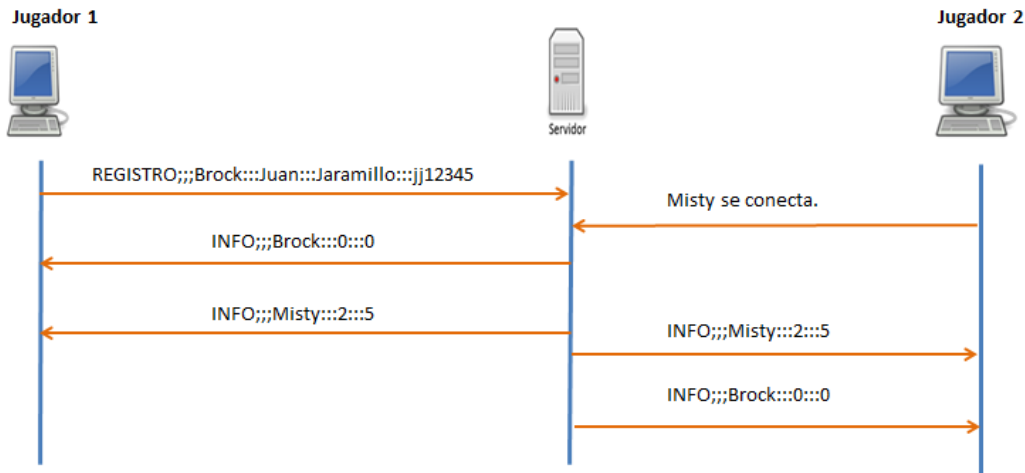 Jugador 1
Jugador 2
Servidor
REGISTRO;;;Brock:::Juan:::Jaramillo:::jj12345
Misty se conecta.
INFO;;;Brock:::0:::0
INFO;;;Misty:::2:::5
INFO;;;Misty:::2:::5
INFO;;;Brock:::0:::0